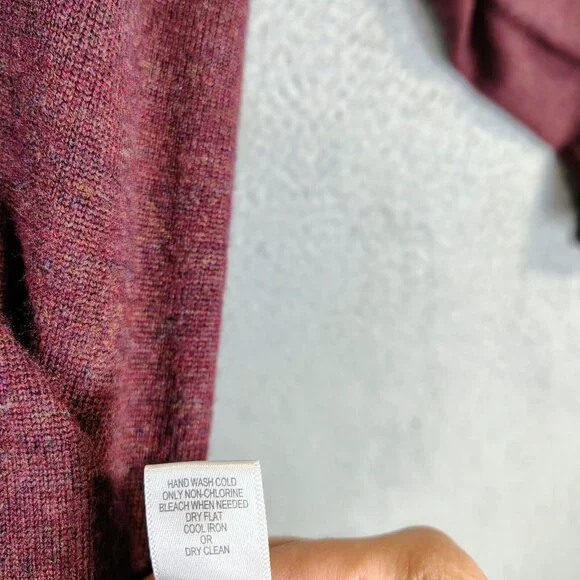 HAND WASH COLD
ONLY NON-CHLORINE
BLEACH WHEN NEEDED
DRY FLAT
COOL IRON
OR
DRY CLEAN